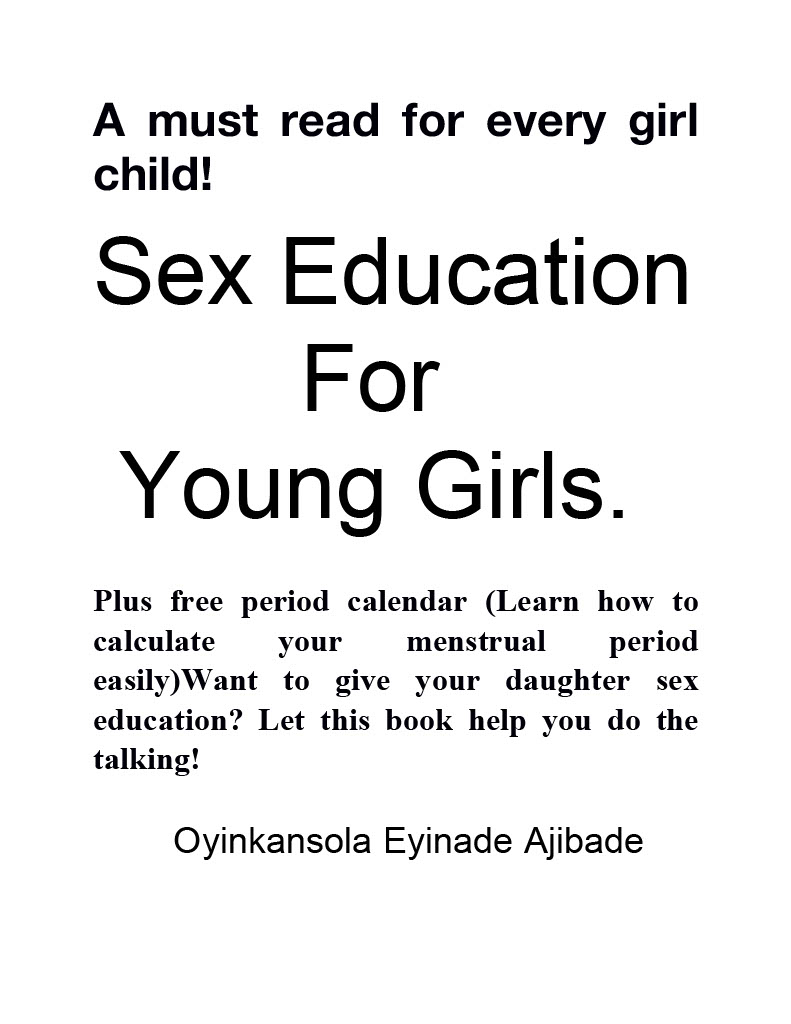 A must read for every girl
child!
Sex Education
For
Young Girls.
Plus free period calendar (Learn how to
calculate your menstrual period
easily)Want to give your daughter sex
education? Let this book help you do the
talking!
Oyinkansola Eyinade Ajibade